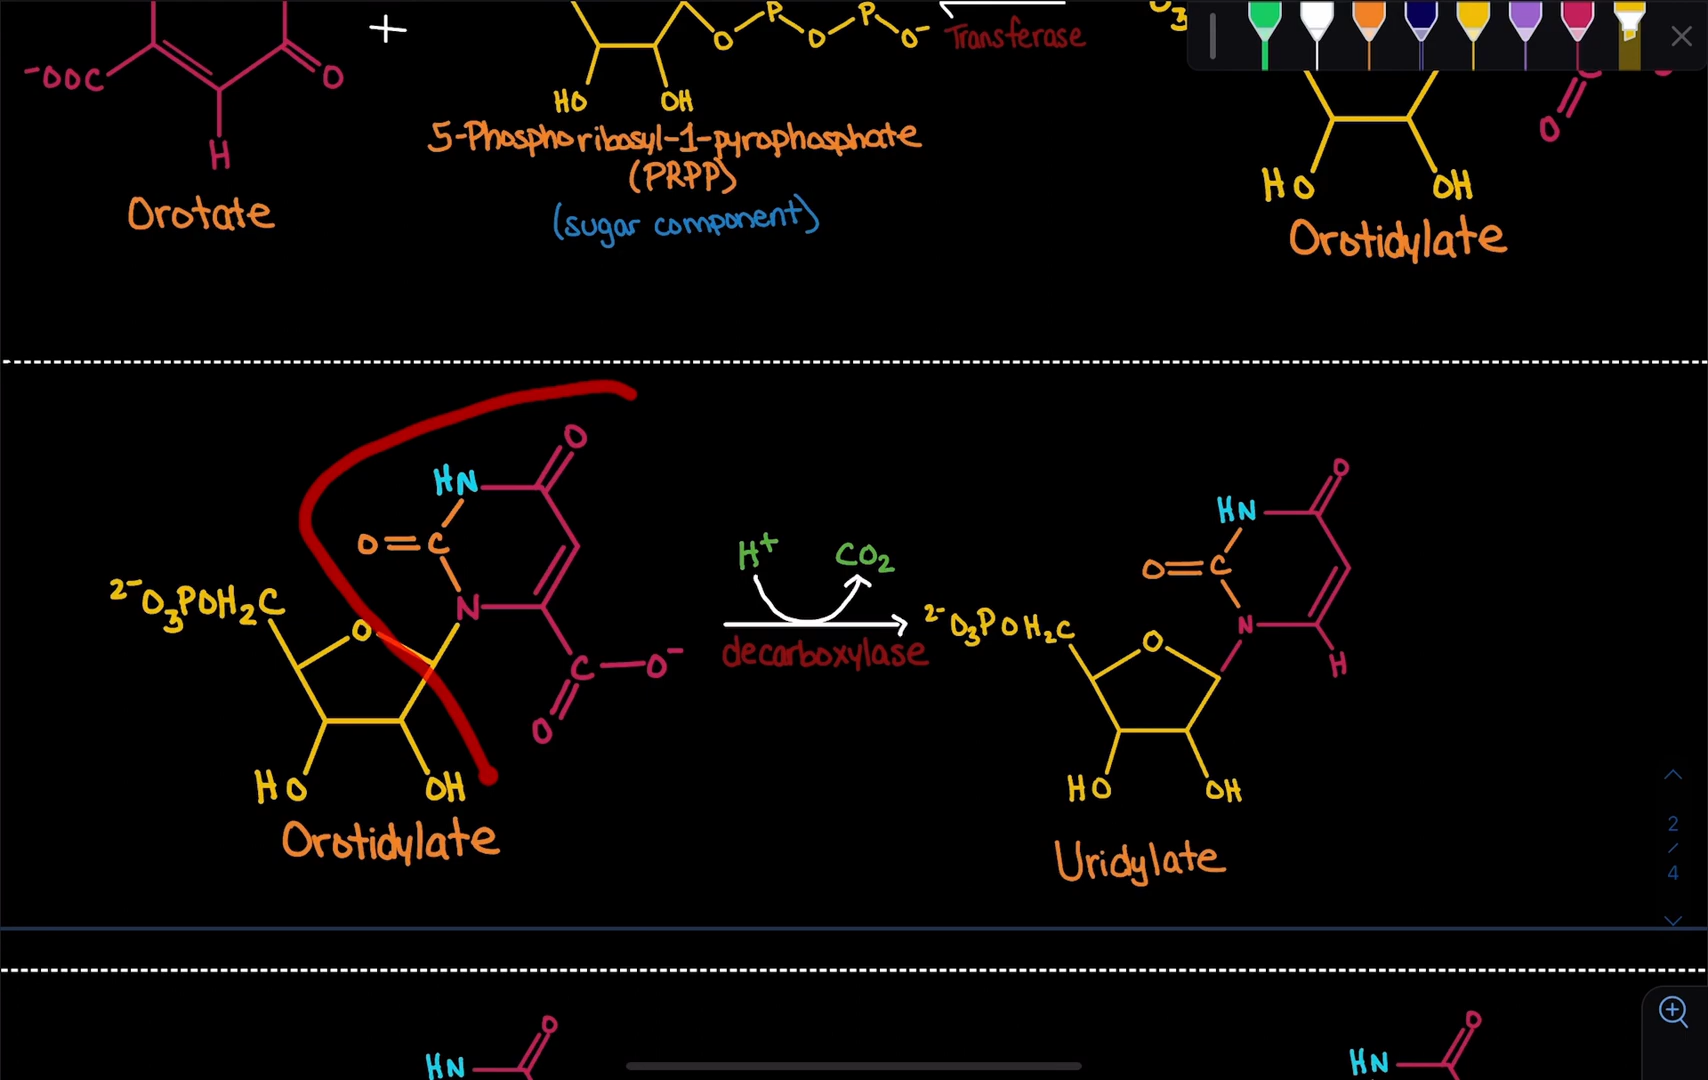 +
⁻OOC
O
H
Orotate
O P O P O⁻
HO OH
5-Phosphoribosyl-1-pyrophosphate
(PRPP)
(sugar component)
Transferase
O
HO OH
Orotidylate
O
HN
O=C
N
²⁻O₃POH₂C
O
C O⁻
O
HO OH
Orotidylate
H⁺ CO₂
decarboxylase
O
HN
O=C
N
²⁻O₃POH₂C
O
H
HO OH
Uridylate
2
/
4
O
HN
O
HN